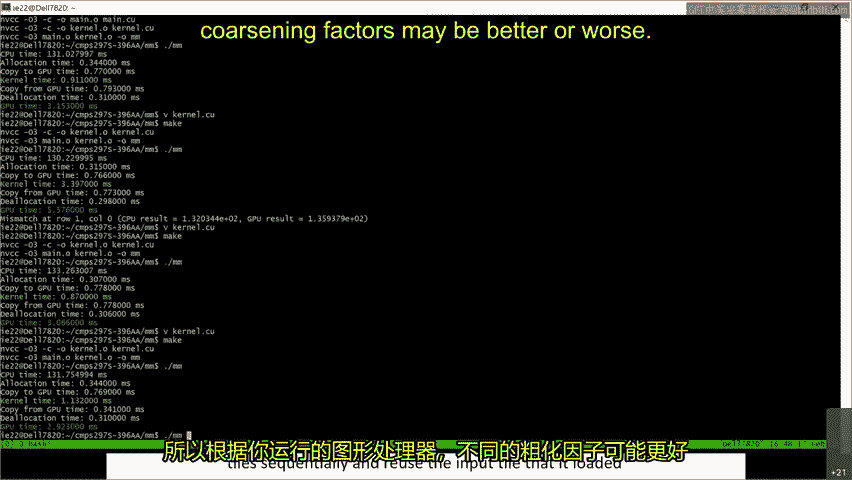 ie22@Dell7820: ~
coarsening factors may be better or worse.
nvcc -O3 -c -o main.o main.cu
nvcc -O3 -c -o kernel.o kernel.cu
nvcc -O3 main.o kernel.o -o mm
ie22@Dell7820:~/cmps297S-396AA/mm$ ./mm
CPU time: 131.027997 ms
Allocation time: 0.344000 ms
Copy to GPU time: 0.770000 ms
Kernel time: 0.911000 ms
Copy from GPU time: 0.793000 ms
Deallocation time: 0.310000 ms
GPU time: 3.153000 ms
ie22@Dell7820:~/cmps297S-396AA/mm$ v kernel.cu
ie22@Dell7820:~/cmps297S-396AA/mm$ make
nvcc -O3 -c -o kernel.o kernel.cu
nvcc -O3 main.o kernel.o -o mm
ie22@Dell7820:~/cmps297S-396AA/mm$ ./mm
CPU time: 130.229995 ms
Allocation time: 0.315000 ms
Copy to GPU time: 0.766000 ms
Kernel time: 3.397000 ms
Copy from GPU time: 0.773000 ms
Deallocation time: 0.298000 ms
GPU time: 5.576000 ms
Mismatch at row 1, col 0 (CPU result = 1.320344e+02, GPU result = 1.359379e+02)
ie22@Dell7820:~/cmps297S-396AA/mm$ v kernel.cu
ie22@Dell7820:~/cmps297S-396AA/mm$ make
nvcc -O3 -c -o kernel.o kernel.cu
nvcc -O3 main.o kernel.o -o mm
ie22@Dell7820:~/cmps297S-396AA/mm$ ./mm
CPU time: 133.263007 ms
Allocation time: 0.307000 ms
Copy to GPU time: 0.778000 ms
Kernel time: 0.870000 ms
Copy from GPU time: 0.778000 ms
Deallocation time: 0.306000 ms
GPU time: 3.066000 ms
ie22@Dell7820:~/cmps297S-396AA/mm$ v kernel.cu
ie22@Dell7820:~/cmps297S-396AA/mm$ make
nvcc -O3 -c -o kernel.o kernel.cu
nvcc -O3 main.o kernel.o -o mm
ie22@Dell7820:~/cmps297S-396AA/mm$ ./mm
CPU time: 131.754994 ms
Allocation time: 0.344000 ms
Copy to GPU time: 0.769000 ms
Kernel time: 1.132000 ms
Copy from GPU time: 0.341000 ms
Deallocation time: 0.310000 ms
GPU time: 2.923000 ms
ie22@Dell7820:~/cmps297S-396AA/mm$ ./mm
所以根据你运行的图形处理器，不同的粗化因子可能更好
tiles sequentially and reuse the input tile that it loaded
+21